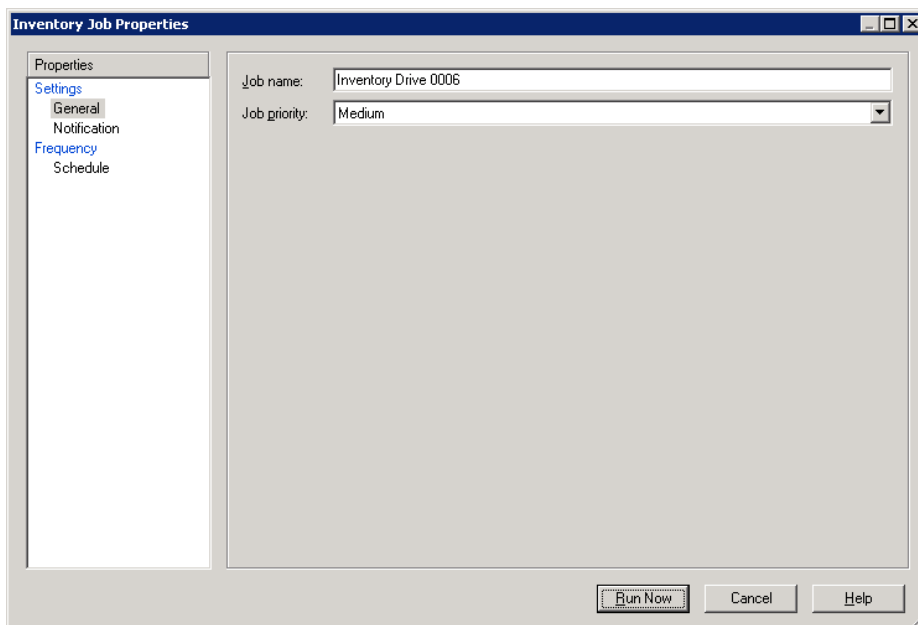 Inventory Job Properties
Properties
Settings
General
Notification
Frequency
Schedule
Job name: Inventory Drive 0006
Job priority: Medium
Run Now Cancel Help